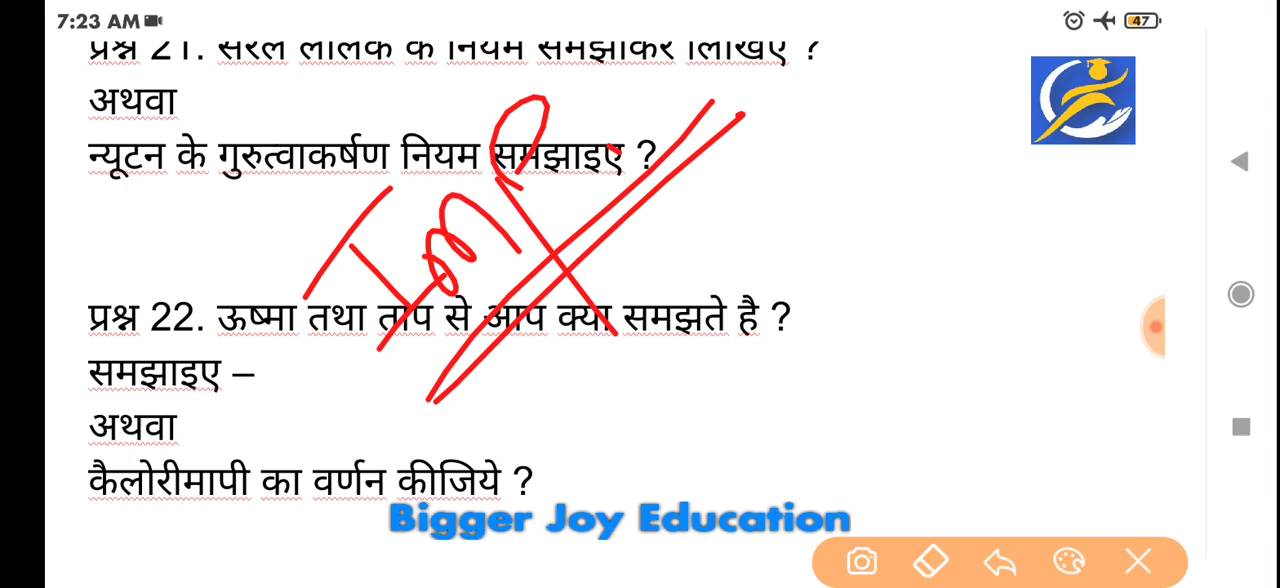 7:23 AM
47
प्रश्न 21. सरल लोलक के नियम समझाकर लिखिए ?
अथवा
न्यूटन के गुरुत्वाकर्षण नियम समझाइए ?
Imp
प्रश्न 22. ऊष्मा तथा ताप से आप क्या समझते है ?
समझाइए –
अथवा
कैलोरीमापी का वर्णन कीजिये ?
Bigger Joy Education